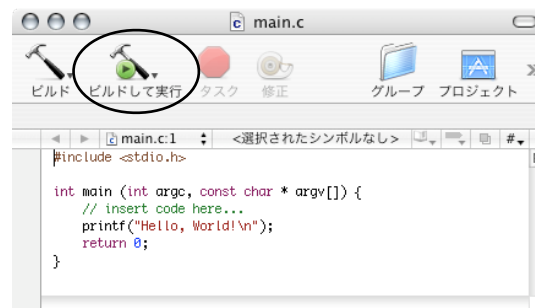 main.c
ビルド ビルドして実行 タスク 修正 グループ プロジェクト
main.c:1 <選択されたシンボルなし> #
#include <stdio.h>
int main (int argc, const char * argv[]) {
// insert code here...
printf("Hello, World!\n");
return 0;
}